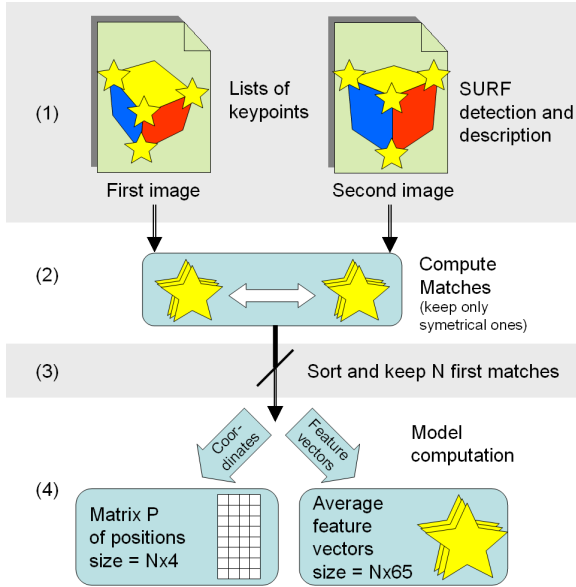 (1)
Lists of
keypoints
SURF
detection and
description
First image
Second image
(2)
Compute
Matches
(keep only
symetrical ones)
(3)
Sort and keep N first matches
Coor-
dinates
Feature
vectors
Model
computation
(4)
Matrix P
of positions
size = Nx4
Average
feature
vectors
size = Nx65